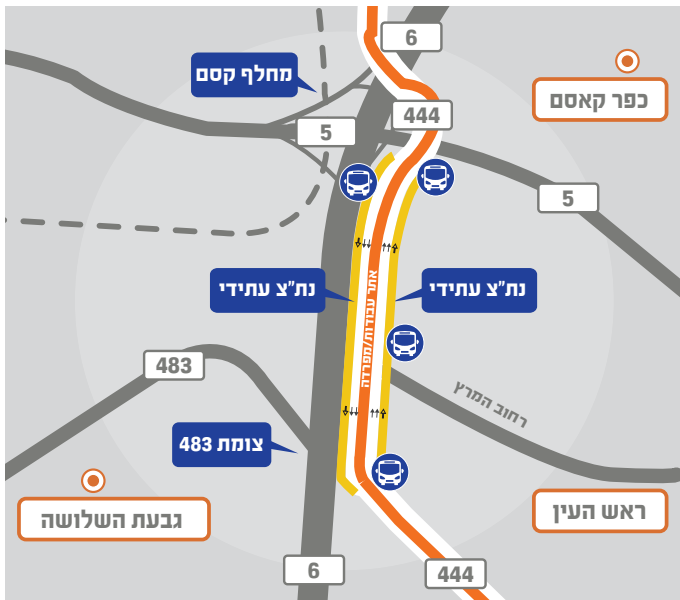 6
מחלף קסם
כפר קאסם
444
5
5
נת"צ עתידי
נת"צ עתידי
אתר עבודות/מפרדה
483
רחוב המרץ
צומת 483
גבעת השלושה
ראש העין
6
444